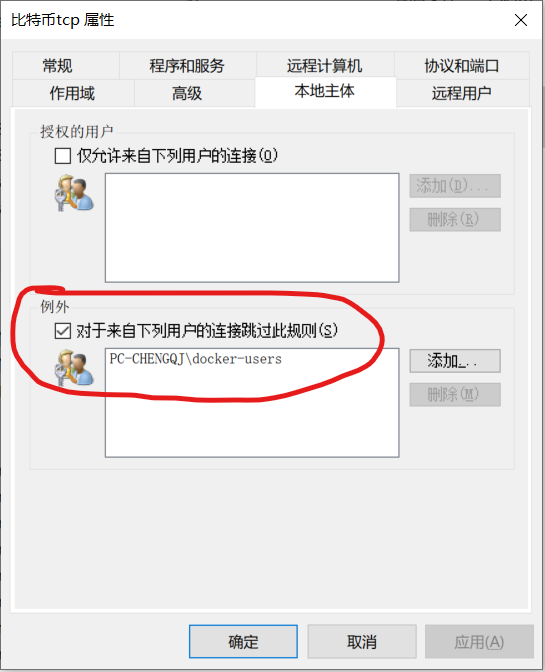 比特币tcp 属性
常规
程序和服务
远程计算机
协议和端口
作用域
高级
本地主体
远程用户
授权的用户
仅允许来自下列用户的连接(O)
添加(D)...
删除(R)
例外
对于来自下列用户的连接跳过此规则(S)
PC-CHENGQJ\docker-users
添加...
删除(M)
确定
取消
应用(A)